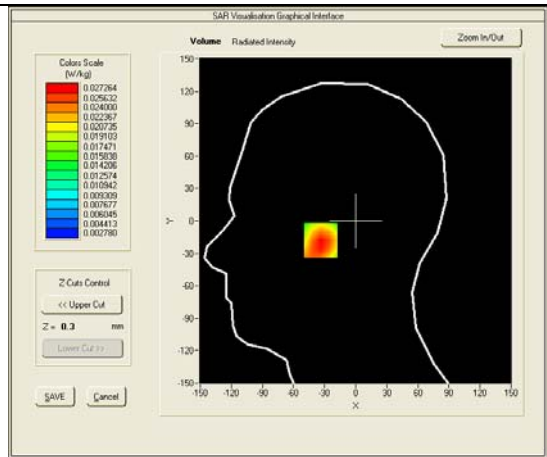 SAR Visualisation Graphical Interface
Volume Radiated Intensity
Zoom In/Out
Colors Scale
(W/kg)
0.027264
0.025632
0.024000
0.022367
0.020735
0.019103
0.017471
0.015838
0.014206
0.012574
0.010942
0.009309
0.007677
0.006045
0.004413
0.002780
Z-Cuts Control
<< Upper Cut
Z = 0.3 mm
Lower Cut >>
SAVE
Cancel
150
120
90
60
30
0
-30
-60
-90
-120
-150
Y
-150 -120 -90 -60 -30 0 30 60 90 120 150
X